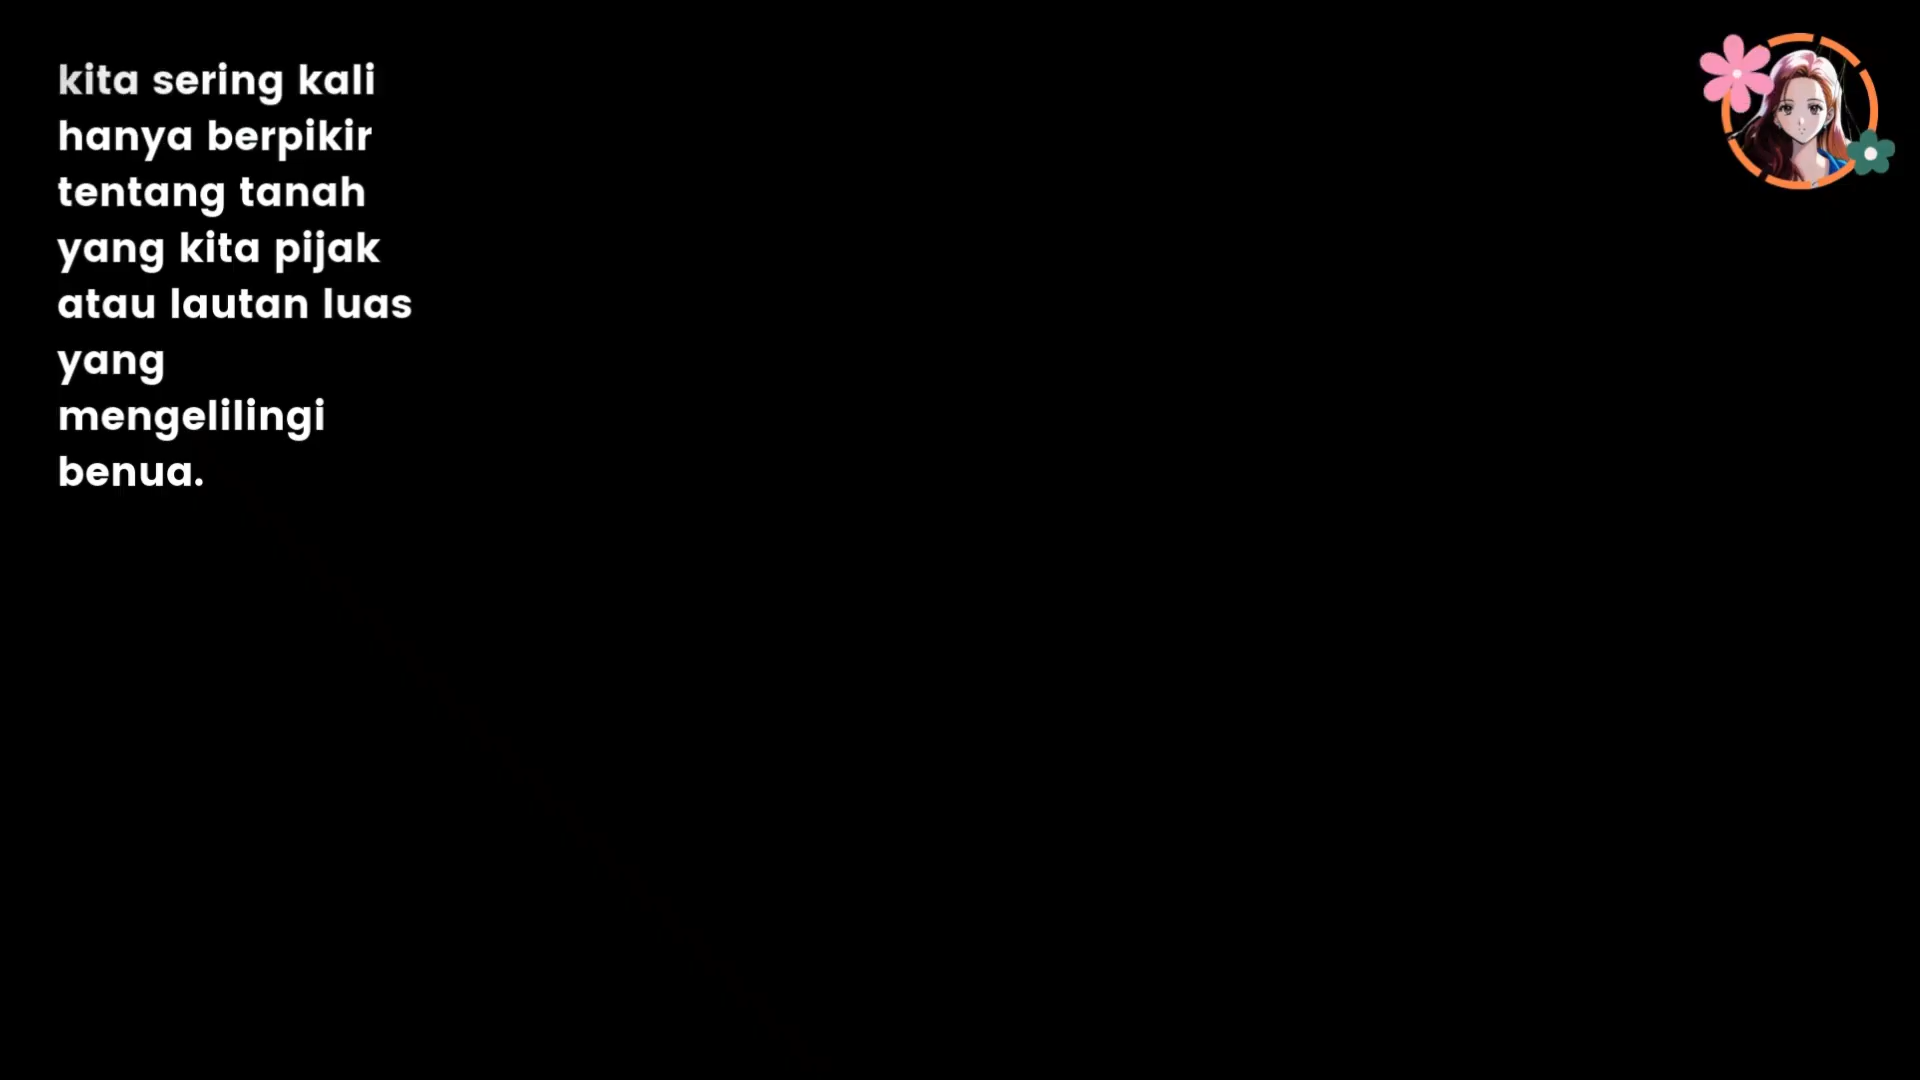 kita sering kali
hanya berpikir
tentang tanah
yang kita pijak
atau lautan luas
yang
mengelilingi
benua.